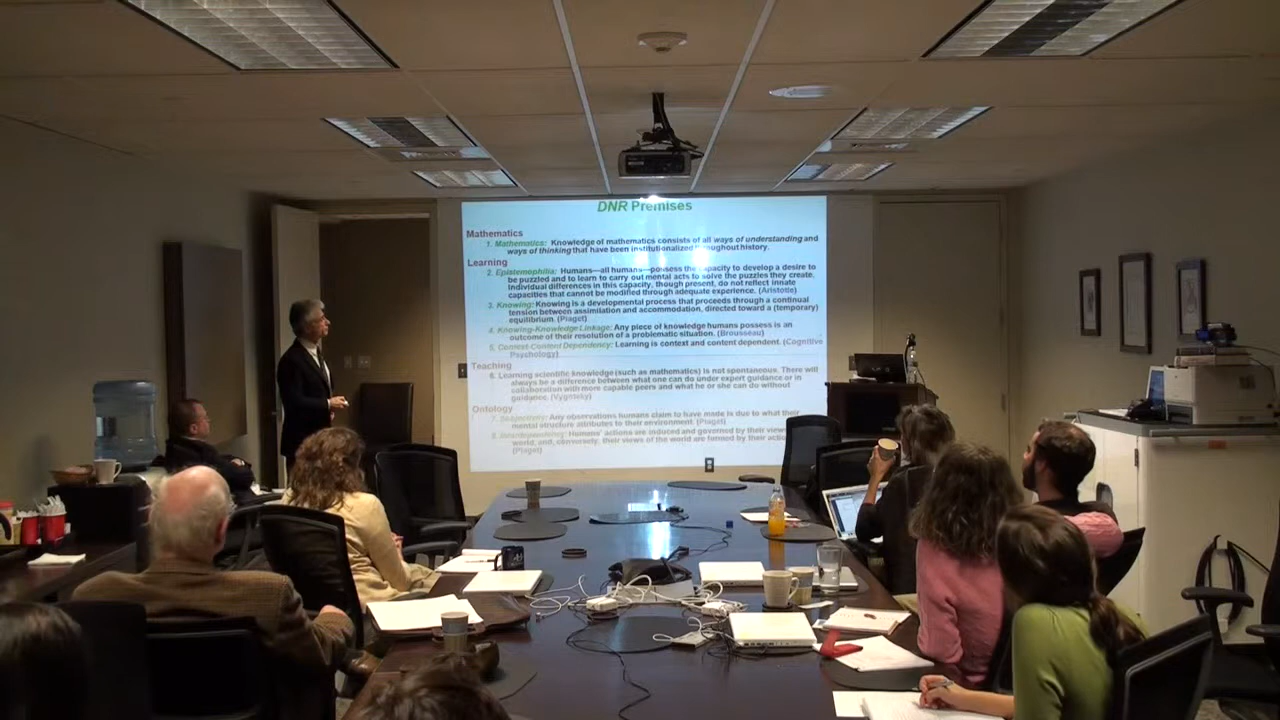 DNR Premises
Mathematics
1. Mathematics: Knowledge of mathematics consists of all ways of understanding and
ways of thinking that have been institutionalized throughout history.
Learning
2. Epistemophilia: Humans—all humans—possess the capacity to develop a desire to
be puzzled and to learn to carry out mental acts to solve the puzzles they create.
Individual differences in this capacity, though present, do not reflect innate
capacities that cannot be modified through adequate experience. (Aristotle)
3. Knowing: Knowing is a developmental process that proceeds through a continual
tension between assimilation and accommodation, directed toward a (temporary)
equilibrium. (Piaget)
4. Knowing-Knowledge Linkage: Any piece of knowledge humans possess is an
outcome of their resolution of a problematic situation. (Brousseau)
5. Context-Content Dependency: Learning is context and content dependent. (Cognitive
Psychology)
Teaching
6. Learning scientific knowledge (such as mathematics) is not spontaneous. There will
always be a difference between what one can do under expert guidance or in
collaboration with more capable peers and what he or she can do without
guidance. (Vygotsky)
Ontology
7. Subjectivity: Any observations humans claim to have made is due to what their
mental structure attributes to their environment. (Piaget)
8. Interdependency: Humans' actions are induced and governed by their views
world, and, conversely, their views of the world are formed by their
(Piaget)